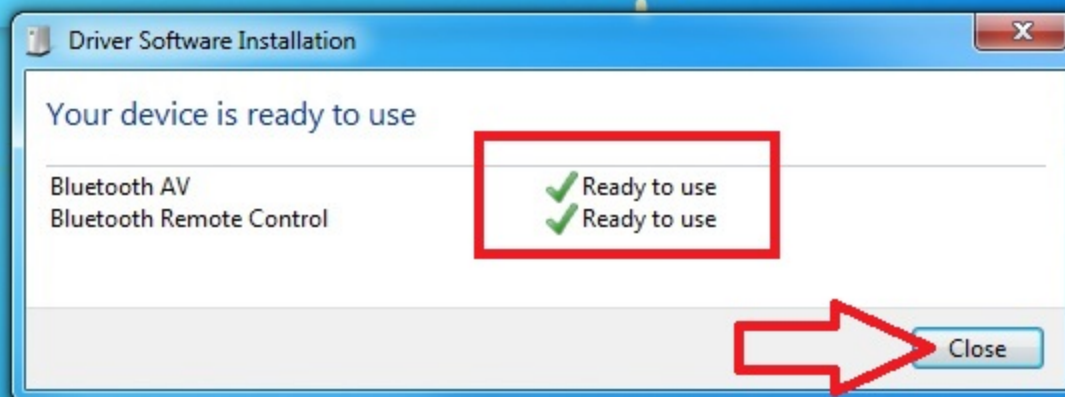 Driver Software Installation
Your device is ready to use
Bluetooth AV Ready to use
Bluetooth Remote Control Ready to use
Close